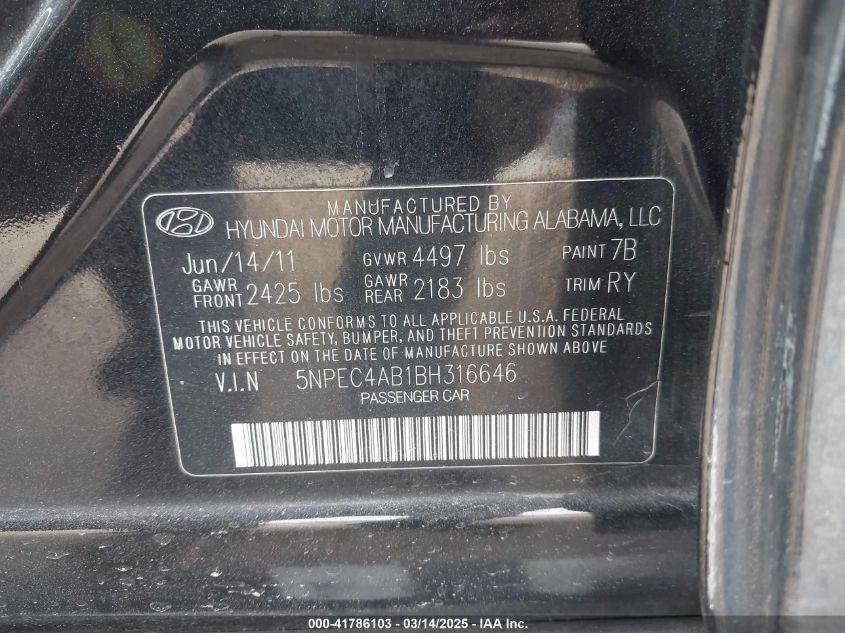 MANUFACTURED BY
HYUNDAI MOTOR MANUFACTURING ALABAMA, LLC
Jun/14/11 GVWR 4497 lbs PAINT 7B
GAWR FRONT 2425 lbs GAWR REAR 2183 lbs TRIM RY
THIS VEHICLE CONFORMS TO ALL APPLICABLE U.S.A. FEDERAL
MOTOR VEHICLE SAFETY, BUMPER, AND THEFT PREVENTION STANDARDS
IN EFFECT ON THE DATE OF MANUFACTURE SHOWN ABOVE.
V.I.N 5NPEC4AB1BH316646
PASSENGER CAR
000-41786103 - 03/14/2025 - IAA Inc.